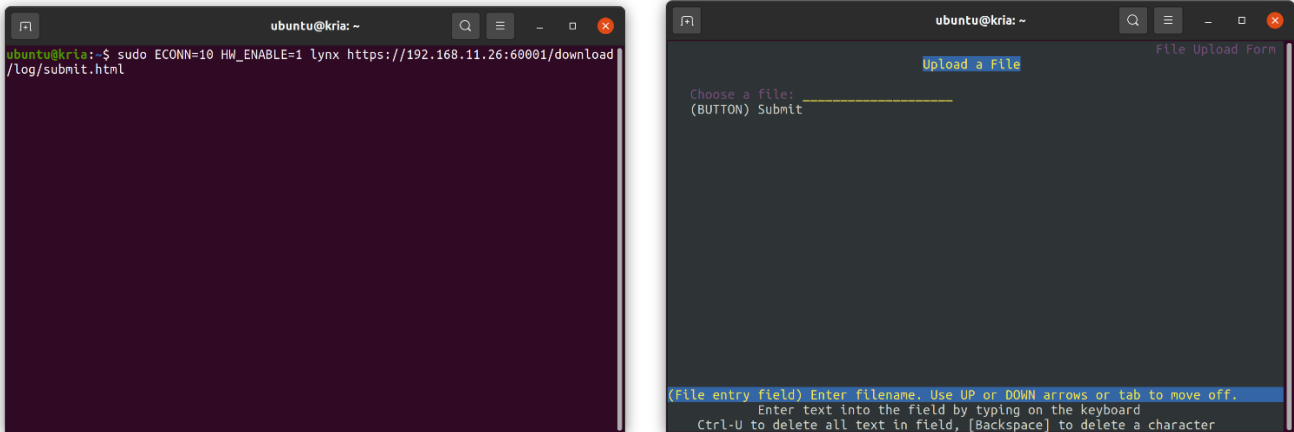 ubuntu@kria: ~
ubuntu@kria:~$ sudo ECONN=10 HW_ENABLE=1 lynx https://192.168.11.26:60001/download
/log/submit.html
ubuntu@kria: ~
File Upload Form
Upload a File
Choose a file: ____________________
(BUTTON) Submit
(File entry field) Enter filename. Use UP or DOWN arrows or tab to move off.
Enter text into the field by typing on the keyboard
Ctrl-U to delete all text in field, [Backspace] to delete a character